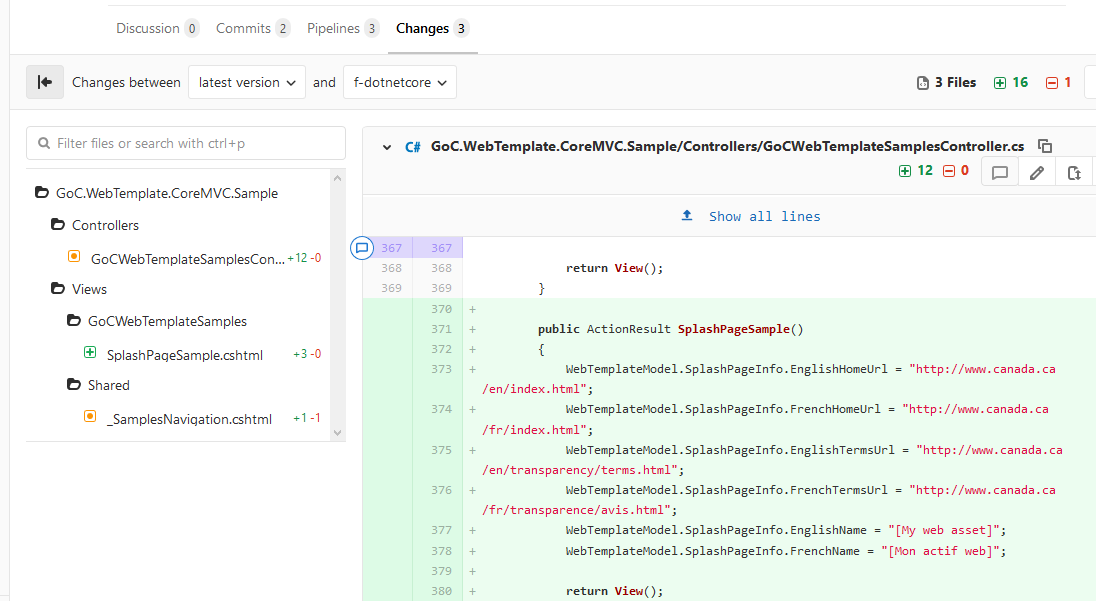 Discussion 0 Commits 2 Pipelines 3 Changes 3
Changes between latest version and f-dotnetcore 3 Files 16 1
Filter files or search with ctrl+p
GoC.WebTemplate.CoreMVC.Sample
Controllers
GoCWebTemplateSamplesCon... +12 -0
Views
GoCWebTemplateSamples
SplashPageSample.cshtml +3 -0
Shared
_SamplesNavigation.cshtml +1 -1
C# GoC.WebTemplate.CoreMVC.Sample/Controllers/GoCWebTemplateSamplesController.cs
12 0
Show all lines
367 367
368 368 return View();
369 369 }
370 +
371 + public ActionResult SplashPageSample()
372 + {
373 + WebTemplateModel.SplashPageInfo.EnglishHomeUrl = "http://www.canada.ca
/en/index.html";
374 + WebTemplateModel.SplashPageInfo.FrenchHomeUrl = "http://www.canada.ca
/fr/index.html";
375 + WebTemplateModel.SplashPageInfo.EnglishTermsUrl = "http://www.canada.ca
/en/transparency/terms.html";
376 + WebTemplateModel.SplashPageInfo.FrenchTermsUrl = "http://www.canada.ca
/fr/transparence/avis.html";
377 + WebTemplateModel.SplashPageInfo.EnglishName = "[My web asset]";
378 + WebTemplateModel.SplashPageInfo.FrenchName = "[Mon actif web]";
379 +
380 + return View();